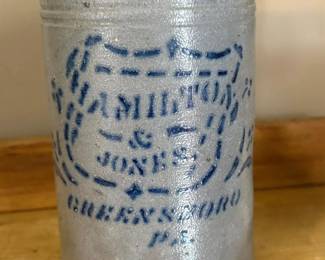 HAMILTON
&
JONES.
GREENSBORO
PA.